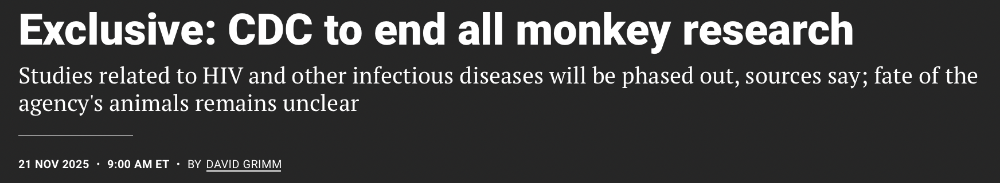 Exclusive: CDC to end all monkey research
Studies related to HIV and other infectious diseases will be phased out, sources say; fate of the
agency's animals remains unclear
21 NOV 2025 • 9:00 AM ET • BY DAVID GRIMM